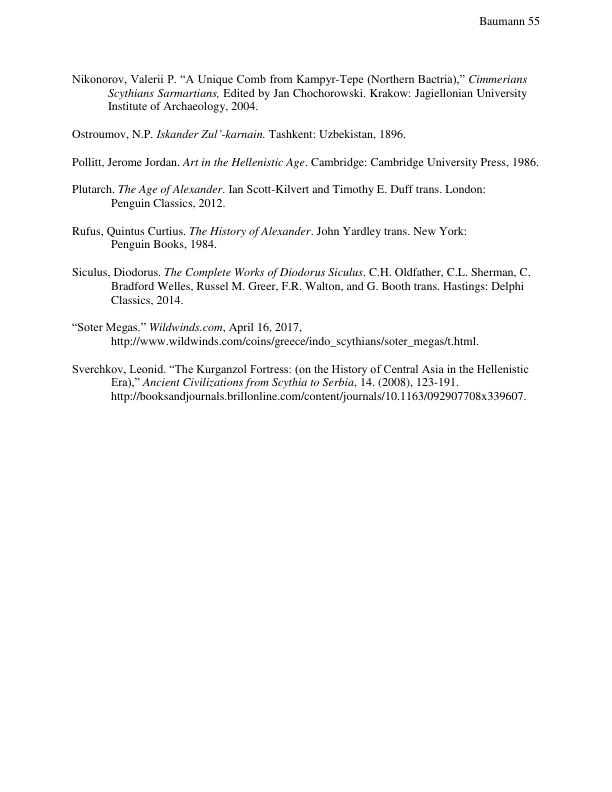 Baumann 55
Nikonorov, Valerii P. “A Unique Comb from Kampyr-Tepe (Northern Bactria),” Cimmerians
Scythians Sarmartians, Edited by Jan Chochorowski. Krakow: Jagiellonian University
Institute of Archaeology, 2004.
Ostroumov, N.P. Iskander Zul’-karnain. Tashkent: Uzbekistan, 1896.
Pollitt, Jerome Jordan. Art in the Hellenistic Age. Cambridge: Cambridge University Press, 1986.
Plutarch. The Age of Alexander. Ian Scott-Kilvert and Timothy E. Duff trans. London:
Penguin Classics, 2012.
Rufus, Quintus Curtius. The History of Alexander. John Yardley trans. New York:
Penguin Books, 1984.
Siculus, Diodorus. The Complete Works of Diodorus Siculus. C.H. Oldfather, C.L. Sherman, C.
Bradford Welles, Russel M. Greer, F.R. Walton, and G. Booth trans. Hastings: Delphi
Classics, 2014.
“Soter Megas.” Wildwinds.com, April 16, 2017,
http://www.wildwinds.com/coins/greece/indo_scythians/soter_megas/t.html.
Sverchkov, Leonid. “The Kurganzol Fortress: (on the History of Central Asia in the Hellenistic
Era),” Ancient Civilizations from Scythia to Serbia, 14. (2008), 123-191.
http://booksandjournals.brillonline.com/content/journals/10.1163/092907708x339607.